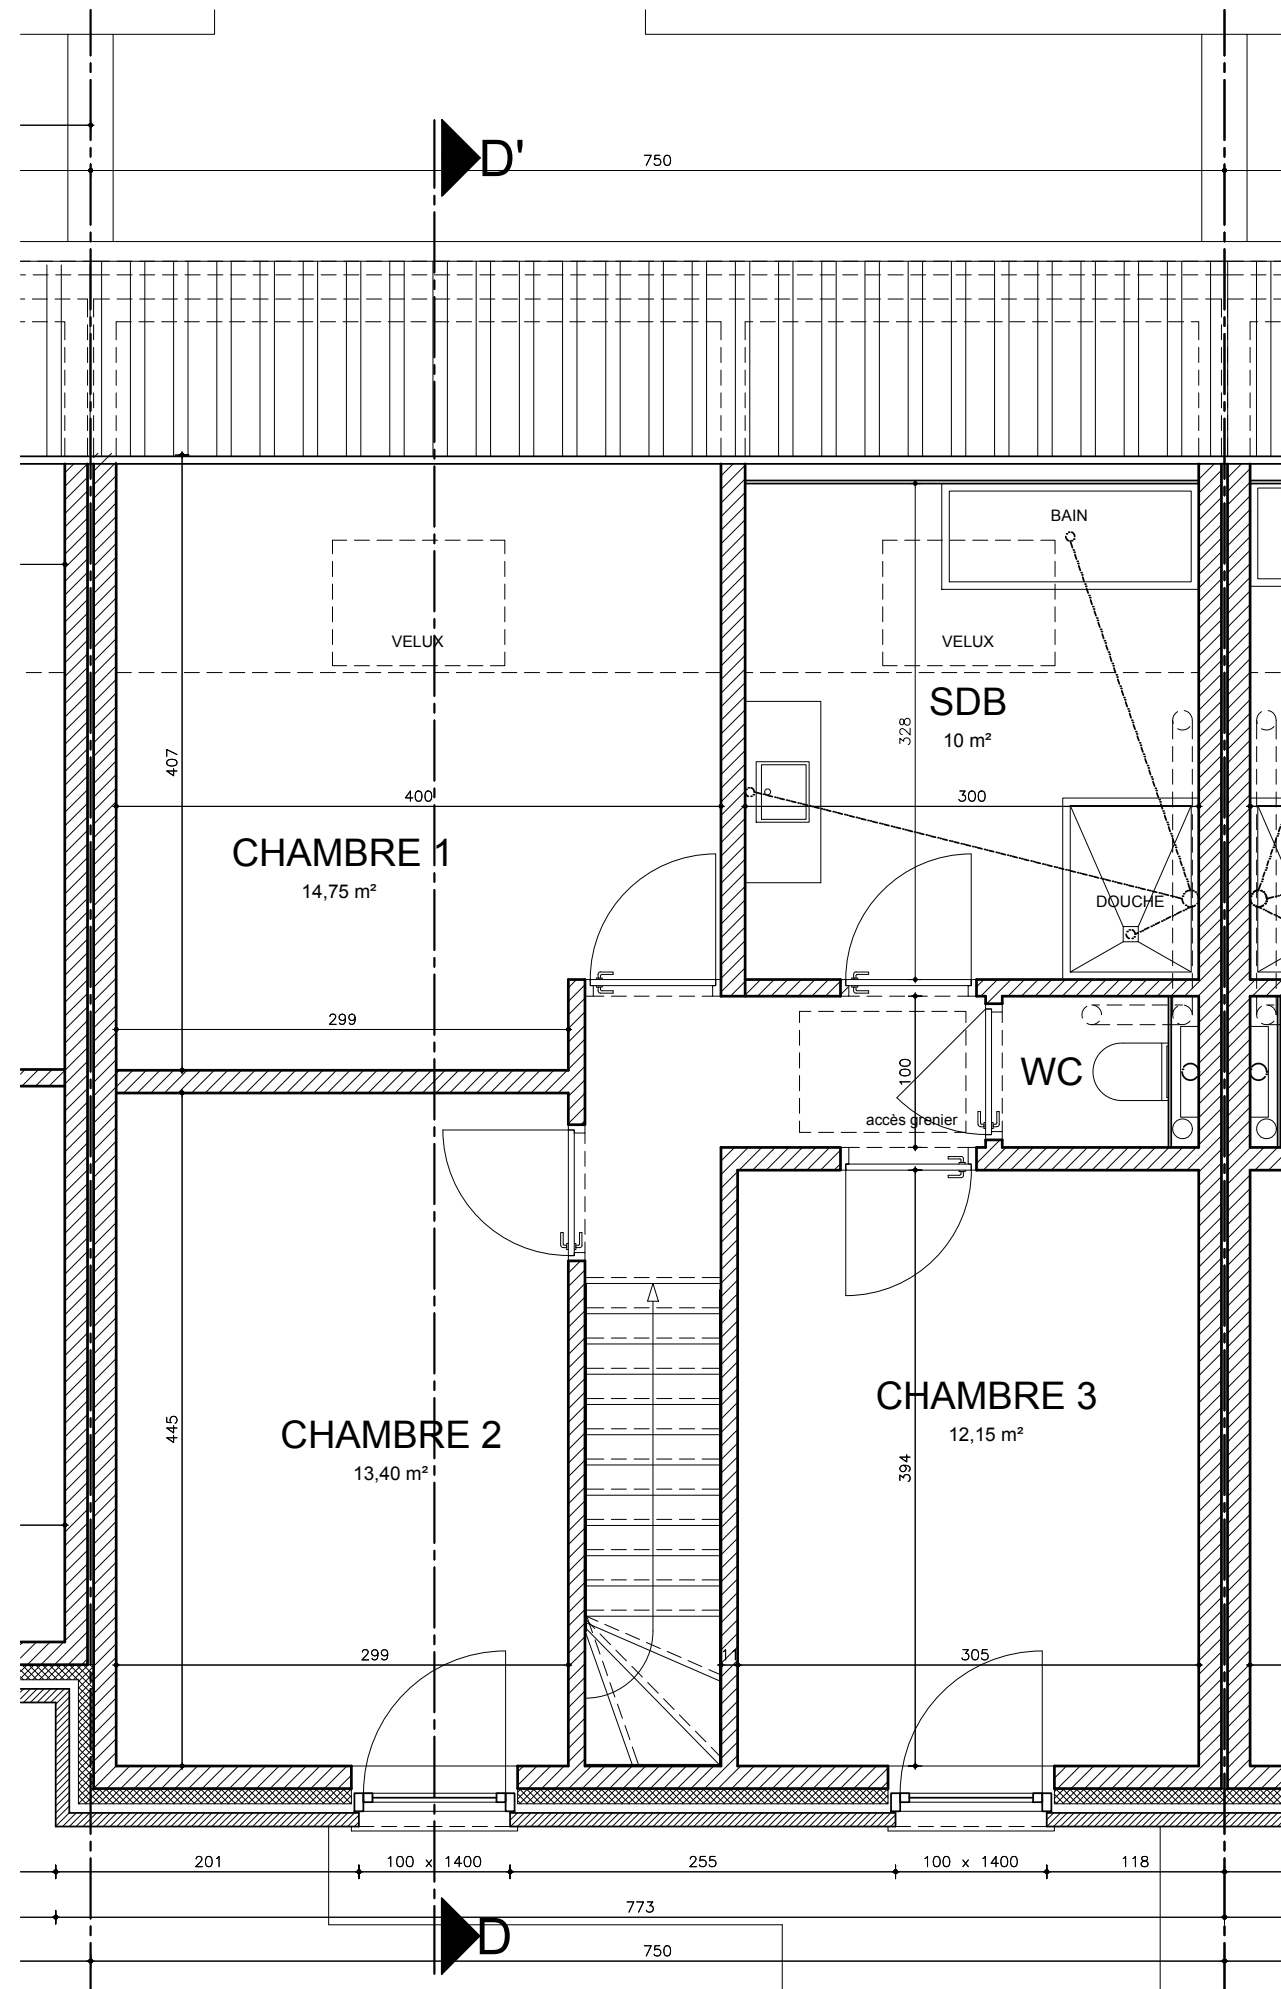 D'
750
BAIN
VELUX
VELUX
SDB
10 m²
328
407
400
300
CHAMBRE 1
14,75 m²
DOUCHE
299
100
WC
accès grenier
CHAMBRE 3
12,15 m²
445
CHAMBRE 2
13,40 m²
394
299
11
305
201
100 x 1400
255
100 x 1400
118
773
D
750